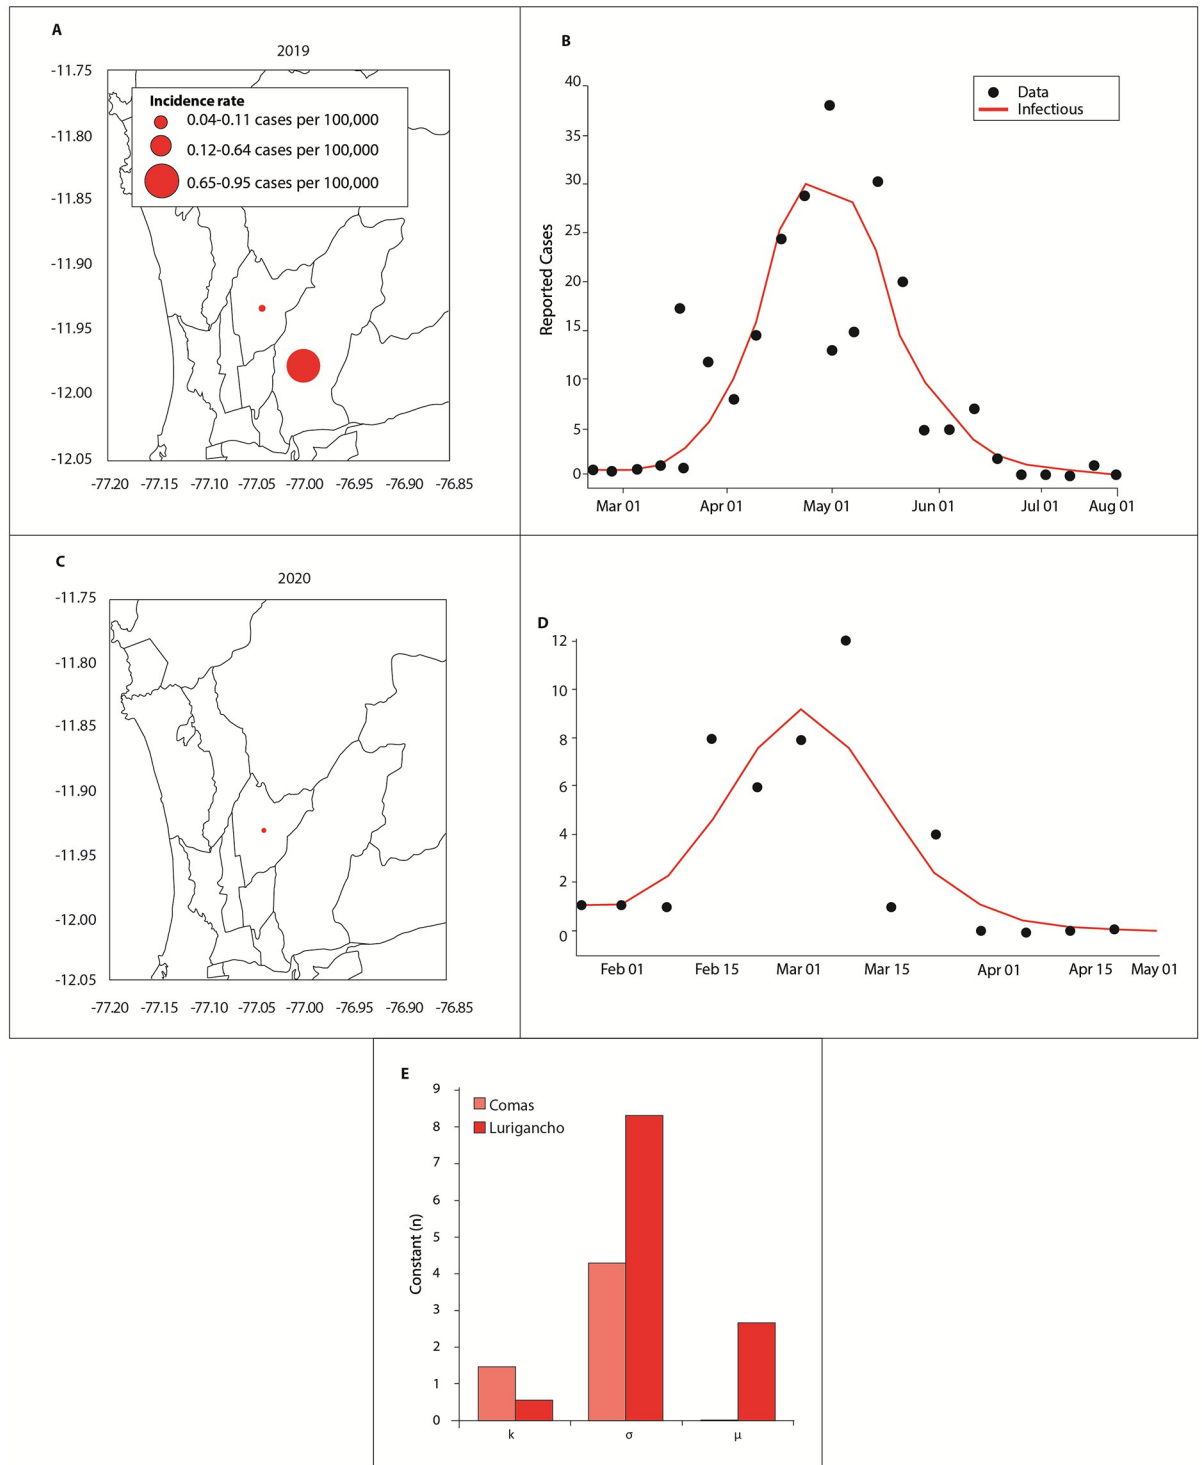 A
2019
-11.75
-11.80
-11.85
-11.90
-11.95
-12.00
-12.05
Incidence rate
0.04-0.11 cases per 100,000
0.12-0.64 cases per 100,000
0.65-0.95 cases per 100,000
-77.20 -77.15 -77.10 -77.05 -77.00 -76.95 -76.90 -76.85
B
Data
Infectious
Reported Cases
40
35
30
25
20
15
10
5
0
Mar 01 Apr 01 May 01 Jun 01 Jul 01 Aug 01
C
2020
-11.75
-11.80
-11.85
-11.90
-11.95
-12.00
-12.05
-77.20 -77.15 -77.10 -77.05 -77.00 -76.95 -76.90 -76.85
D
12
10
8
6
4
2
0
Feb 01 Feb 15 Mar 01 Mar 15 Apr 01 Apr 15 May 01
E
Comas
Lurigancho
Constant (n)
9
8
7
6
5
4
3
2
1
0
k σ μ